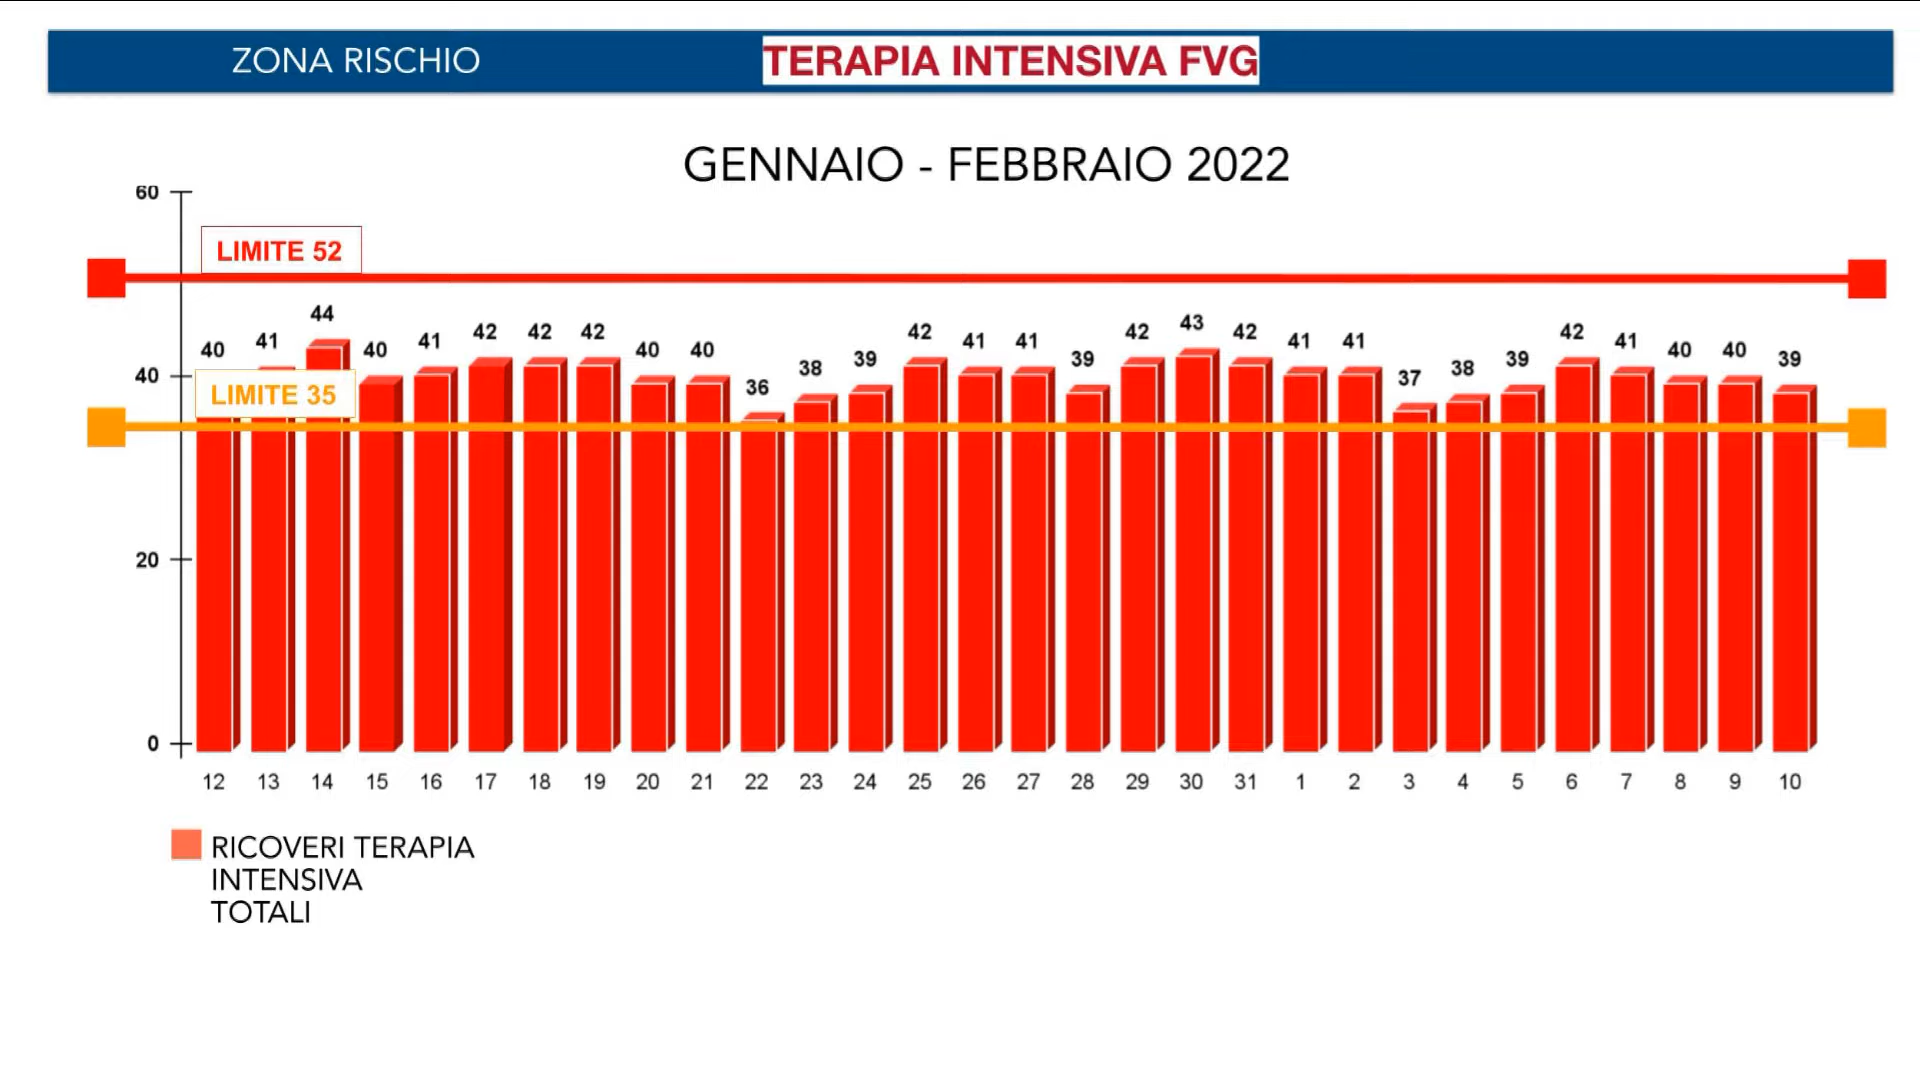 ZONA RISCHIO
TERAPIA INTENSIVA FVG
GENNAIO - FEBBRAIO 2022
60
LIMITE 52
40 41 44 40 41 42 42 42 40 40 36 38 39 42 41 41 39 42 43 42 41 41 37 38 39 42 41 40 40 39
40
LIMITE 35
20
0
12 13 14 15 16 17 18 19 20 21 22 23 24 25 26 27 28 29 30 31 1 2 3 4 5 6 7 8 9 10
RICOVERI TERAPIA
INTENSIVA
TOTALI